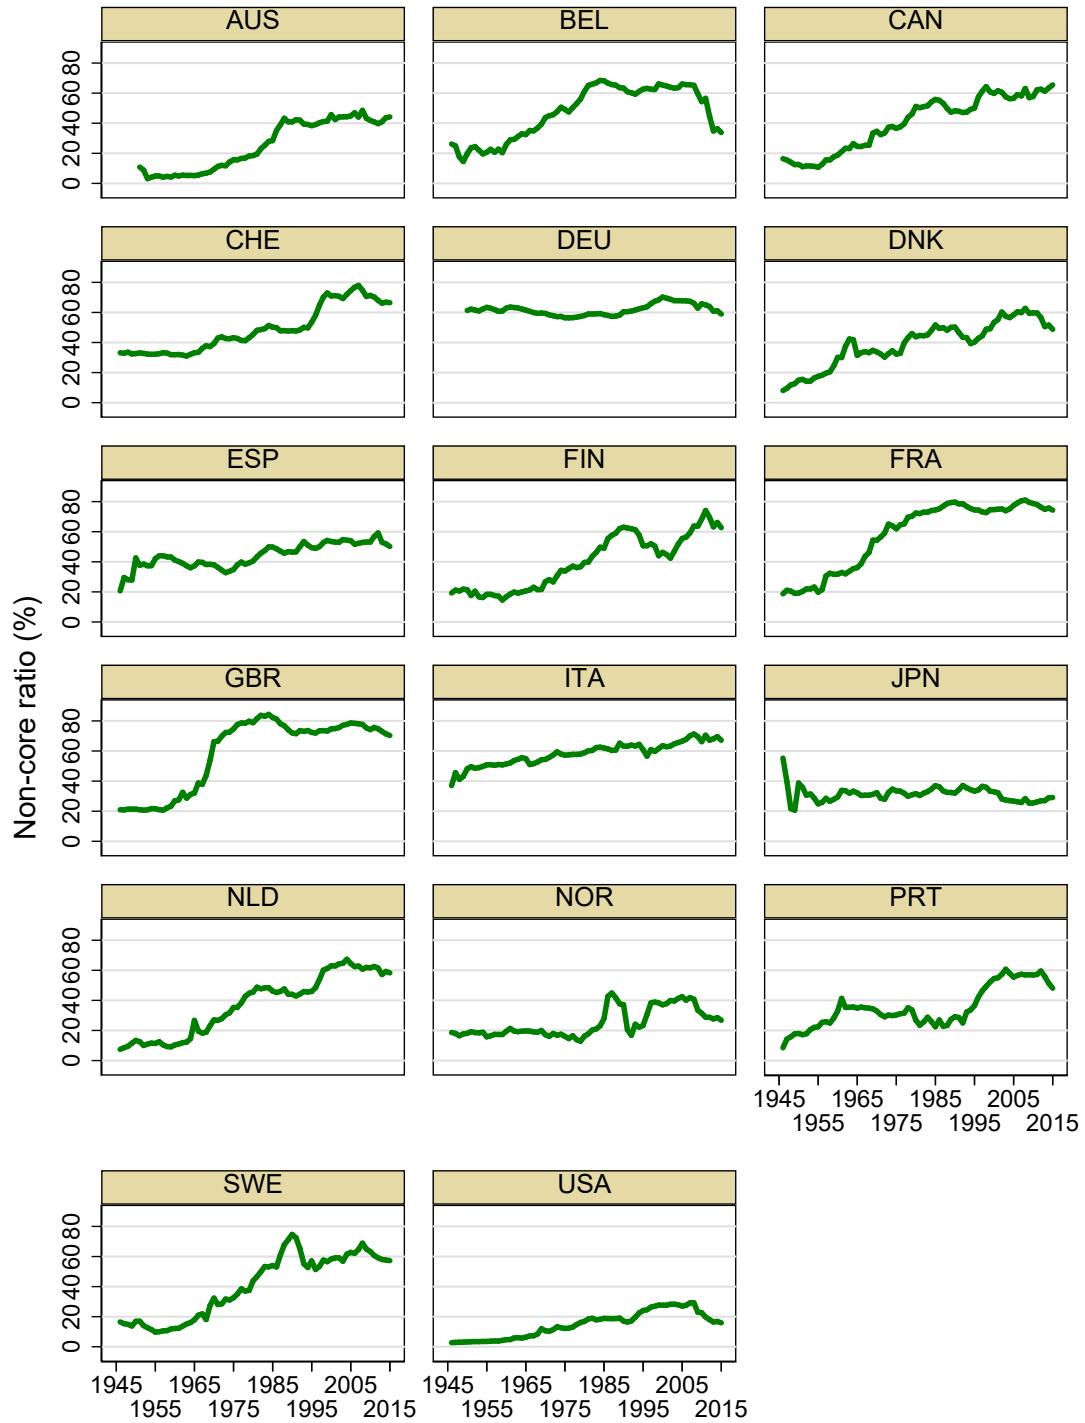 AUS BEL CAN
0 20 40 60 80
CHE DEU DNK
0 20 40 60 80
ESP FIN FRA
0 20 40 60 80
Non-core ratio (%)
GBR ITA JPN
0 20 40 60 80
NLD NOR PRT
0 20 40 60 80
1945 1965 1985 2005
1955 1975 1995 2015
SWE USA
0 20 40 60 80
1945 1965 1985 2005 1945 1965 1985 2005
1955 1975 1995 2015 1955 1975 1995 2015